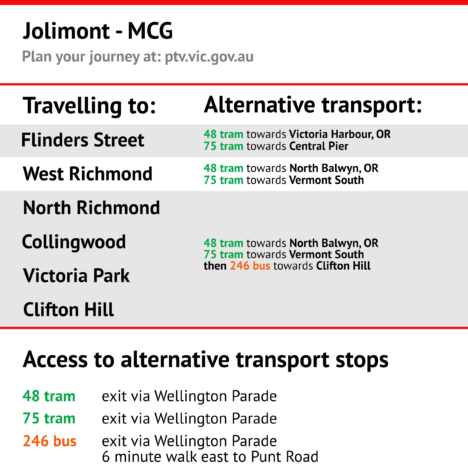 Jolimont - MCG
Plan your journey at: ptv.vic.gov.au
Travelling to:
Alternative transport:
Flinders Street
48 tram towards Victoria Harbour, OR
75 tram towards Central Pier
West Richmond
48 tram towards North Balwyn, OR
75 tram towards Vermont South
North Richmond
Collingwood
Victoria Park
Clifton Hill
48 tram towards North Balwyn, OR
75 tram towards Vermont South
then 246 bus towards Clifton Hill
Access to alternative transport stops
48 tram exit via Wellington Parade
75 tram exit via Wellington Parade
246 bus exit via Wellington Parade
6 minute walk east to Punt Road